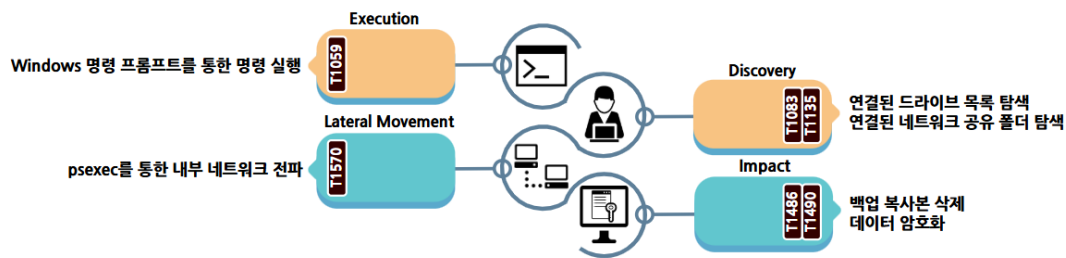 Execution
Windows 명령 프롬프트를 통한 명령 실행
T1059
>_
Discovery
T1083
T1135
연결된 드라이브 목록 탐색
연결된 네트워크 공유 폴더 탐색
Lateral Movement
psexec를 통한 내부 네트워크 전파
T1570
Impact
T1486
T1490
백업 복사본 삭제
데이터 암호화